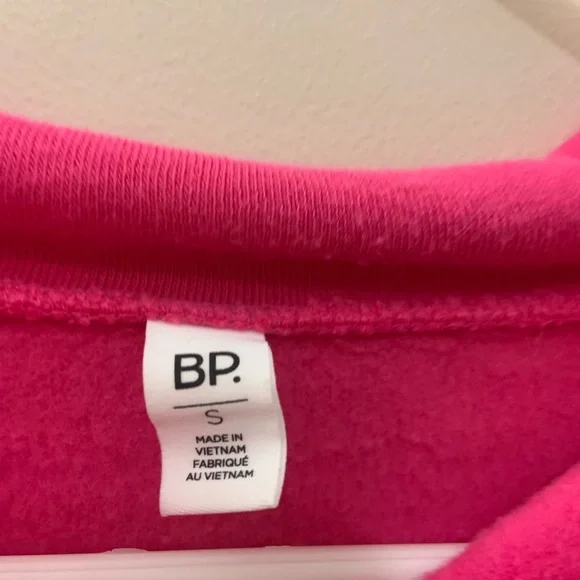 BP.
S
MADE IN
VIETNAM
FABRIQUÉ
AU VIETNAM